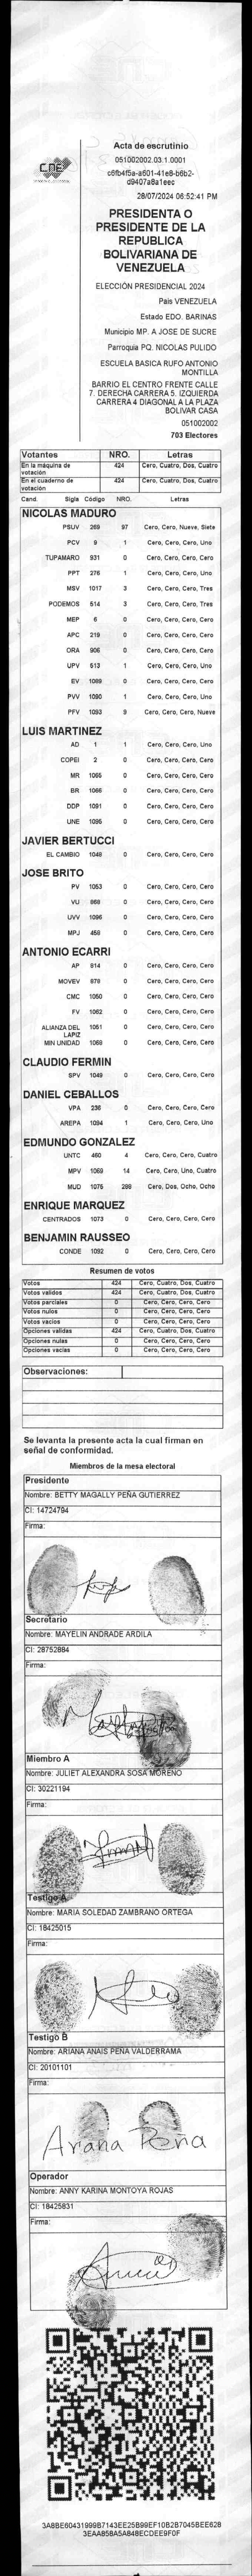 CNE
Acta de escrutinio
051002002.03.1.0001
c6fb4f5a-a601-41e8-b6b2-
d9407a8a1eec
28/07/2024 06:52:41 PM
PRESIDENTA O
PRESIDENTE DE LA
REPUBLICA
BOLIVARIANA DE
VENEZUELA
ELECCIÓN PRESIDENCIAL 2024
Pais VENEZUELA
Estado EDO. BARINAS
Municipio MP. A JOSE DE SUCRE
Parroquia PQ. NICOLAS PULIDO
ESCUELA BASICA RUFO ANTONIO
MONTILLA
BARRIO EL CENTRO FRENTE CALLE
7. DERECHA CARRERA 5. IZQUIERDA
CARRERA 4 DIAGONAL A LA PLAZA
BOLIVAR CASA
051002002
703 Electores
Votantes NRO. Letras
En la máquina de votación 424 Cero, Cuatro, Dos, Cuatro
En el cuaderno de votación 424 Cero, Cuatro, Dos, Cuatro
Cand. Sigla Código NRO. Letras
NICOLAS MADURO
PSUV 269 97 Cero, Cero, Nueve, Siete
PCV 9 1 Cero, Cero, Cero, Uno
TUPAMARO 931 0 Cero, Cero, Cero, Cero
PPT 276 1 Cero, Cero, Cero, Uno
MSV 1017 3 Cero, Cero, Cero, Tres
PODEMOS 514 3 Cero, Cero, Cero, Tres
MEP 6 0 Cero, Cero, Cero, Cero
APC 219 0 Cero, Cero, Cero, Cero
ORA 906 0 Cero, Cero, Cero, Cero
UPV 513 1 Cero, Cero, Cero, Uno
EV 1089 0 Cero, Cero, Cero, Cero
PVV 1090 1 Cero, Cero, Cero, Uno
PFV 1093 9 Cero, Cero, Cero, Nueve
LUIS MARTINEZ
AD 1 1 Cero, Cero, Cero, Uno
COPEI 2 0 Cero, Cero, Cero, Cero
MR 1065 0 Cero, Cero, Cero, Cero
BR 1066 0 Cero, Cero, Cero, Cero
DDP 1091 0 Cero, Cero, Cero, Cero
UNE 1095 0 Cero, Cero, Cero, Cero
JAVIER BERTUCCI
EL CAMBIO 1048 0 Cero, Cero, Cero, Cero
JOSE BRITO
PV 1053 0 Cero, Cero, Cero, Cero
VU 868 0 Cero, Cero, Cero, Cero
UVV 1096 0 Cero, Cero, Cero, Cero
MPJ 458 0 Cero, Cero, Cero, Cero
ANTONIO ECARRI
AP 814 0 Cero, Cero, Cero, Cero
MOVEV 979 0 Cero, Cero, Cero, Cero
CMC 1050 0 Cero, Cero, Cero, Cero
FV 1062 0 Cero, Cero, Cero, Cero
ALIANZA DEL LAPIZ 1051 0 Cero, Cero, Cero, Cero
MIN UNIDAD 1058 0 Cero, Cero, Cero, Cero
CLAUDIO FERMIN
SPV 1049 0 Cero, Cero, Cero, Cero
DANIEL CEBALLOS
VPA 236 0 Cero, Cero, Cero, Cero
AREPA 1094 1 Cero, Cero, Cero, Uno
EDMUNDO GONZALEZ
UNTC 460 4 Cero, Cero, Cero, Cuatro
MPV 1069 14 Cero, Cero, Uno, Cuatro
MUD 1075 288 Cero, Dos, Ocho, Ocho
ENRIQUE MARQUEZ
CENTRADOS 1073 0 Cero, Cero, Cero, Cero
BENJAMIN RAUSSEO
CONDE 1092 0 Cero, Cero, Cero, Cero
Resumen de votos
Votos 424 Cero, Cuatro, Dos, Cuatro
Votos validos 424 Cero, Cuatro, Dos, Cuatro
Votos parciales 0 Cero, Cero, Cero, Cero
Votos nulos 0 Cero, Cero, Cero, Cero
Votos vacios 0 Cero, Cero, Cero, Cero
Opciones validas 424 Cero, Cuatro, Dos, Cuatro
Opciones nulas 0 Cero, Cero, Cero, Cero
Opciones vacias 0 Cero, Cero, Cero, Cero
Observaciones:
Se levanta la presente acta la cual firman en
señal de conformidad.
Miembros de la mesa electoral
Presidente
Nombre: BETTY MAGALLY PEÑA GUTIERREZ
CI: 14724794
Firma:
Secretario
Nombre: MAYELIN ANDRADE ARDILA
CI: 28752884
Firma:
Miembro A
Nombre: JULIET ALEXANDRA SOSA MORENO
CI: 30221194
Firma:
Testigo A
Nombre: MARIA SOLEDAD ZAMBRANO ORTEGA
CI: 18425015
Firma:
Testigo B
Nombre: ARIANA ANAIS PEÑA VALDERRAMA
CI: 20101101
Firma:
Ariana Peña
Operador
Nombre: ANNY KARINA MONTOYA ROJAS
CI: 18425831
Firma:
3A8BE60431999B7143EE25B99EF10B2B7045BEE628
3EAA858A5A848ECDEE9F0F